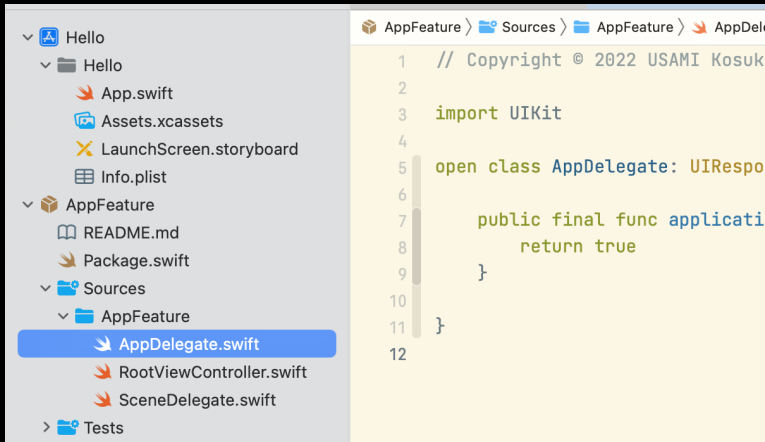 Hello
Hello
App.swift
Assets.xcassets
LaunchScreen.storyboard
Info.plist
AppFeature
README.md
Package.swift
Sources
AppFeature
AppDelegate.swift
RootViewController.swift
SceneDelegate.swift
Tests
AppFeature Sources AppFeature
1 // Copyright © 2022 USAMI
2
3 import UIKit
4
5 open class AppDelegate:
6
7 public final func
8 return true
9 }
10
11 }
12